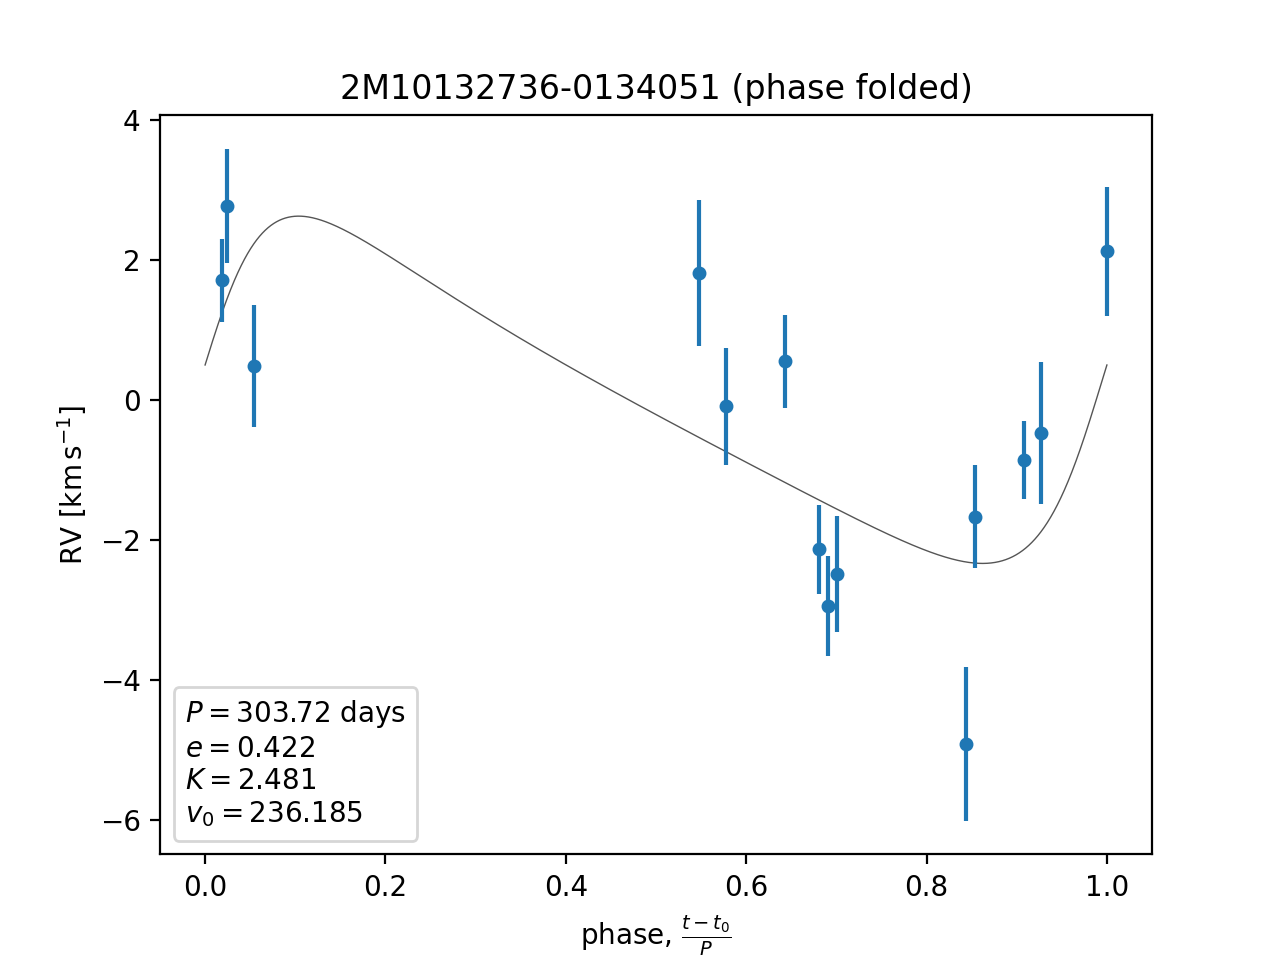 2M10132736-0134051 (phase folded)
4
2
0
−2
−4
−6
RV [km s⁻¹]
P = 303.72 days
e = 0.422
K = 2.481
v₀ = 236.185
0.0 0.2 0.4 0.6 0.8 1.0
phase, (t − t₀)/P